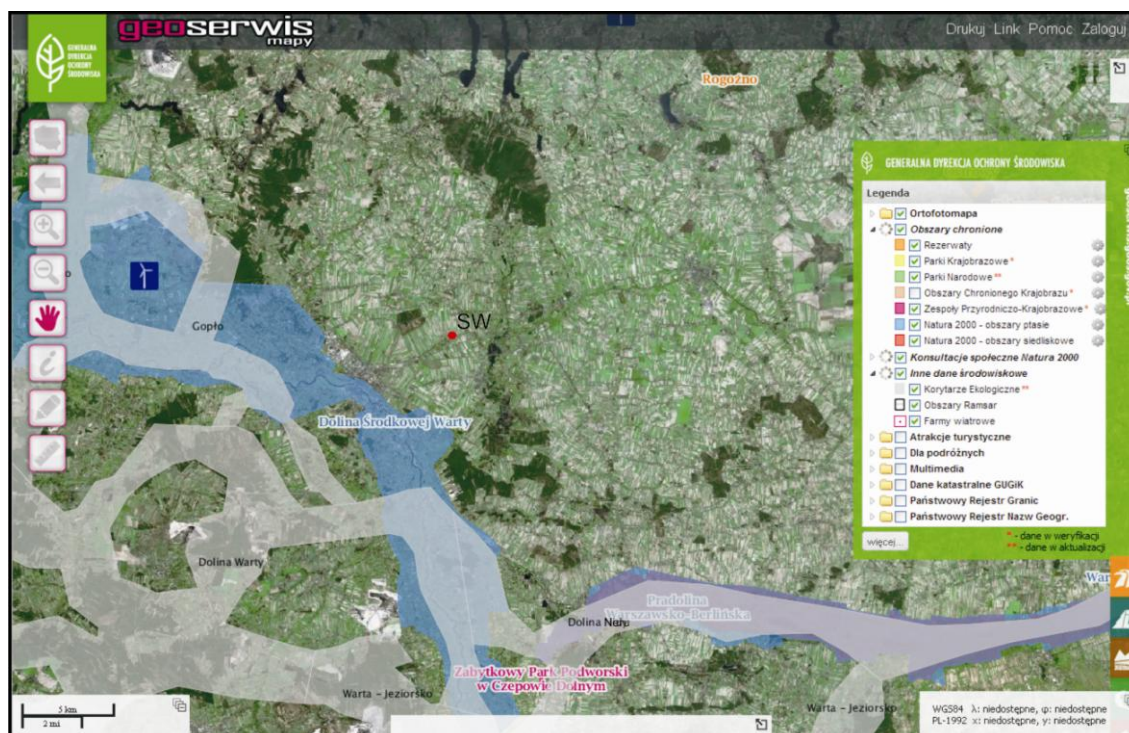 GENERALNA
DYREKCJA
OCHRONY
ŚRODOWISKA
geoserwis
mapy
Drukuj Link Pomoc Zaloguj
Rogoźno
Gopło
SW
Dolina Środkowej Warty
Dolina Warty
Pradolina
Warszawsko-Berlińska
Dolina Neru
Zabytkowy Park Podworski
w Czepowie Dolnym
Warta - Jeziorsko
Warta - Jeziorsko
GENERALNA DYREKCJA OCHRONY ŚRODOWISKA
Legenda
Ortofotomapa
Obszary chronione
Rezerwaty
Parki Krajobrazowe *
Parki Narodowe **
Obszary Chronionego Krajobrazu *
Zespoły Przyrodniczo-Krajobrazowe *
Natura 2000 - obszary ptasie
Natura 2000 - obszary siedliskowe
Konsultacje społeczne Natura 2000
Inne dane środowiskowe
Korytarze Ekologiczne **
Obszary Ramsar
Farmy wiatrowe
Atrakcje turystyczne
Dla podróżnych
Multimedia
Dane katastralne GUGiK
Państwowy Rejestr Granic
Państwowy Rejestr Nazw Geogr.
więcej...
* - dane w weryfikacji
** - dane w aktualizacji
5 km
2 mi
WGS84 λ: niedostępne, φ: niedostępne
PL-1992 x: niedostępne, y: niedostępne